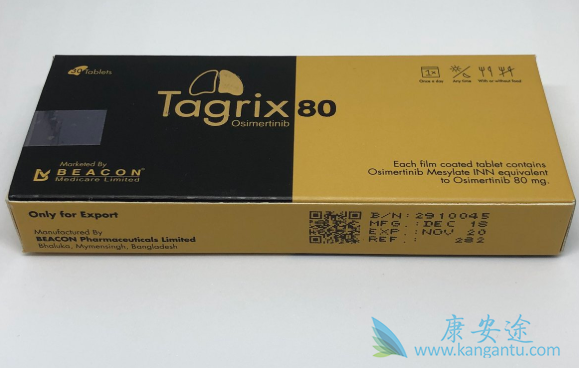 Tablets
Tagrix 80
Osimertinib
1x
Once a day
Any time
With or without food
Marketed By
BEACON
Medicare Limited
Each film coated tablet contains
Osimertinib Mesylate INN equivalent
to Osimertinib 80 mg.
Only for Export
Manufactured By
BEACON Pharmaceuticals Limited
Bhaluka, Mymensingh, Bangladesh
B/N: 2910045
MFG.: DEC 18
EXP.: NOV 20
REF.: 282
康安途
www.kangantu.com